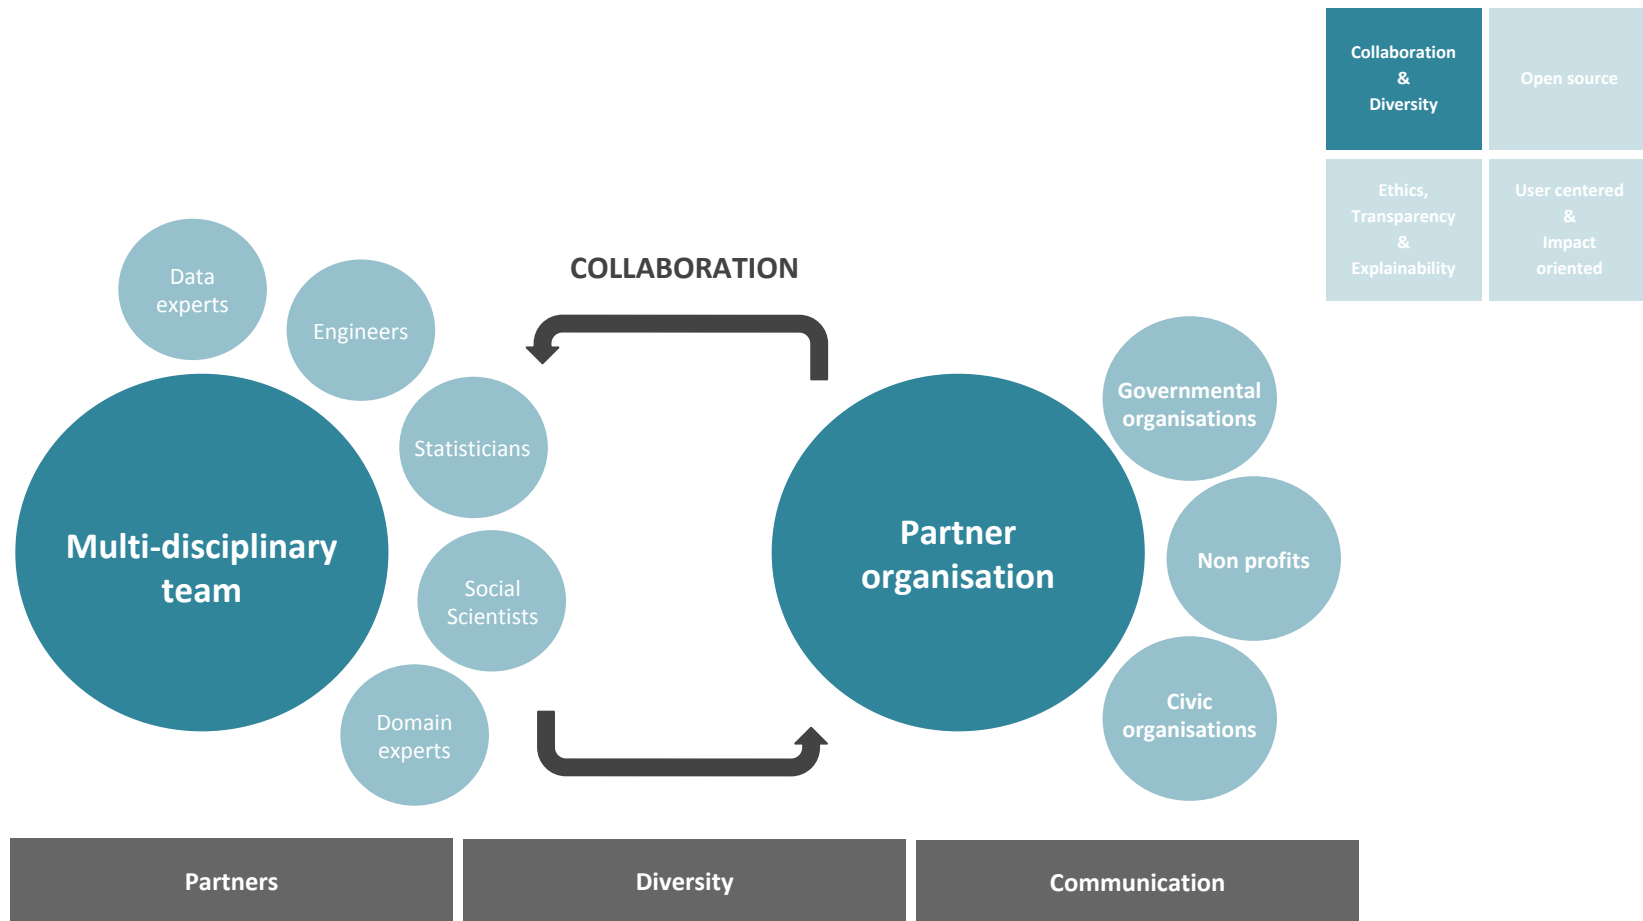 Collaboration
&
Diversity
Open source
Ethics,
Transparency
&
Explainability
User centered
&
Impact
oriented
COLLABORATION
Data
experts
Engineers
Statisticians
Social
Scientists
Domain
experts
Multi-disciplinary
team
Partner
organisation
Governmental
organisations
Non profits
Civic
organisations
Partners
Diversity
Communication